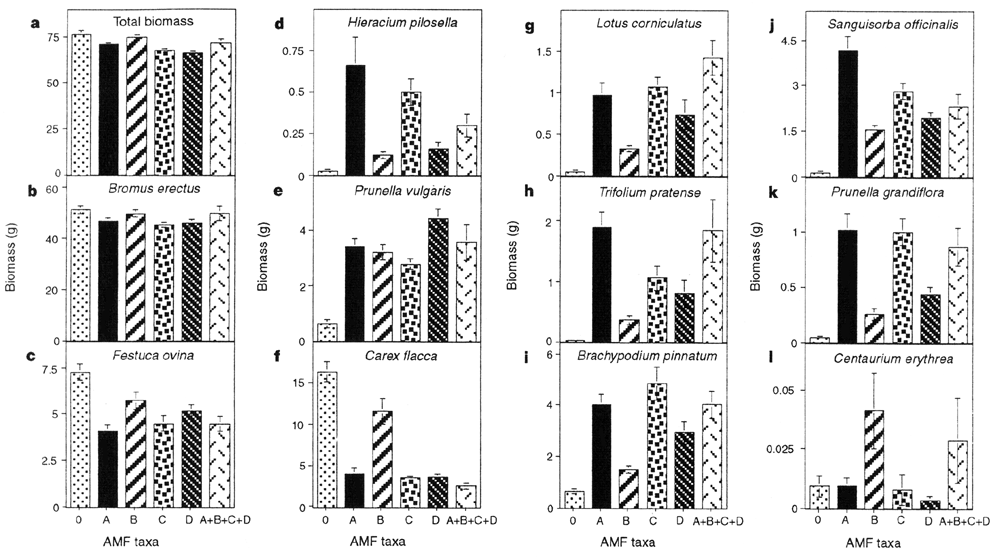 a
Total biomass
75
50
25
0
b
Bromus erectus
60
40
20
0
c
Festuca ovina
7.5
5
2.5
0
Biomass (g)
0 A B C D A+B+C+D
AMF taxa
d
Hieracium pilosella
0.75
0.5
0.25
0
e
Prunella vulgaris
6
4
2
0
f
Carex flacca
15
10
5
0
Biomass (g)
0 A B C D A+B+C+D
AMF taxa
g
Lotus corniculatus
1.5
1
0.5
0
h
Trifolium pratense
2
1
0
i
Brachypodium pinnatum
6
4
2
0
Biomass (g)
0 A B C D A+B+C+D
AMF taxa
j
Sanguisorba officinalis
4.5
3
1.5
0
k
Prunella grandiflora
1
0.5
0
l
Centaurium erythrea
0.05
0.025
0
Biomass (g)
0 A B C D A+B+C+D
AMF taxa